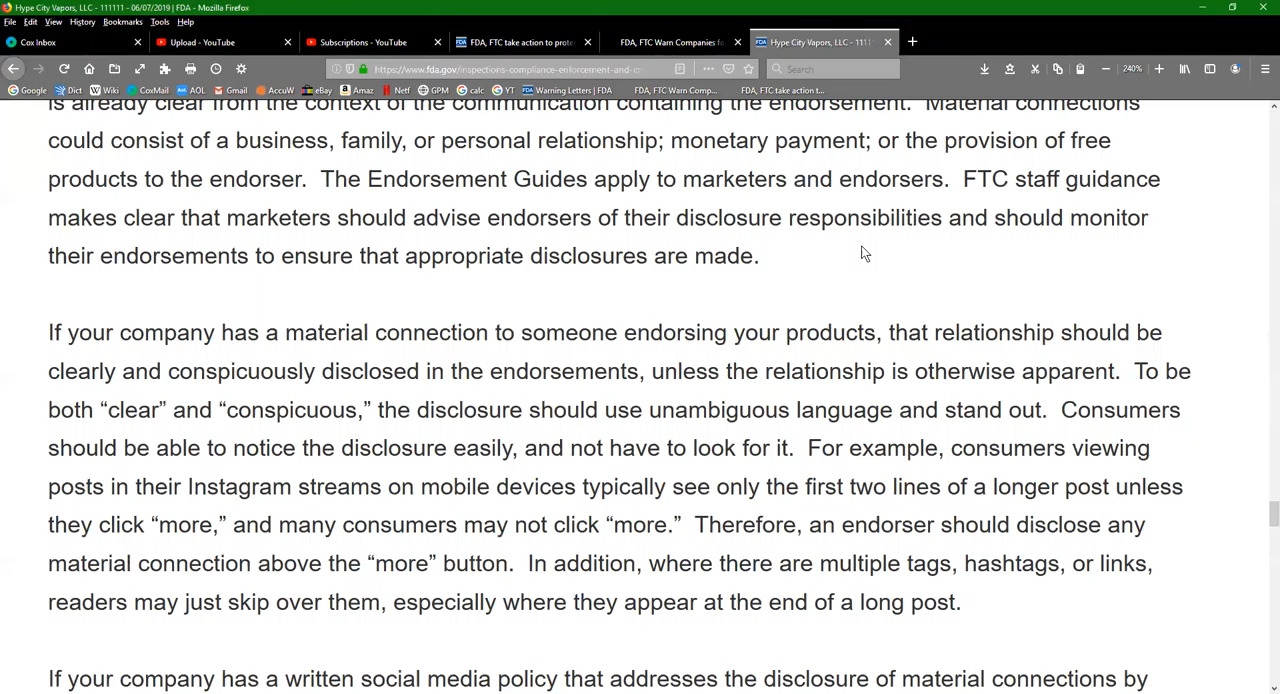 Hype City Vapors, LLC - 111111 - 06/07/2019 | FDA - Mozilla Firefox
File Edit View History Bookmarks Tools Help
Cox Inbox
Upload - YouTube
Subscriptions - YouTube
FDA, FTC take action to prote
FDA, FTC Warn Companies fo
Hype City Vapors, LLC - 1111
https://www.fda.gov/inspections-compliance-enforcement-and-c
240%
Search
Google Dict Wiki CoxMail AOL Gmail AccuW eBay Amaz Netf GPM calc YT Warning Letters | FDA FDA, FTC Warn Comp... FDA, FTC take action t...
is already clear from the context of the communication containing the endorsement. Material connections
could consist of a business, family, or personal relationship; monetary payment; or the provision of free
products to the endorser. The Endorsement Guides apply to marketers and endorsers. FTC staff guidance
makes clear that marketers should advise endorsers of their disclosure responsibilities and should monitor
their endorsements to ensure that appropriate disclosures are made.
If your company has a material connection to someone endorsing your products, that relationship should be
clearly and conspicuously disclosed in the endorsements, unless the relationship is otherwise apparent. To be
both “clear” and “conspicuous,” the disclosure should use unambiguous language and stand out. Consumers
should be able to notice the disclosure easily, and not have to look for it. For example, consumers viewing
posts in their Instagram streams on mobile devices typically see only the first two lines of a longer post unless
they click “more,” and many consumers may not click “more.” Therefore, an endorser should disclose any
material connection above the “more” button. In addition, where there are multiple tags, hashtags, or links,
readers may just skip over them, especially where they appear at the end of a long post.
If your company has a written social media policy that addresses the disclosure of material connections by